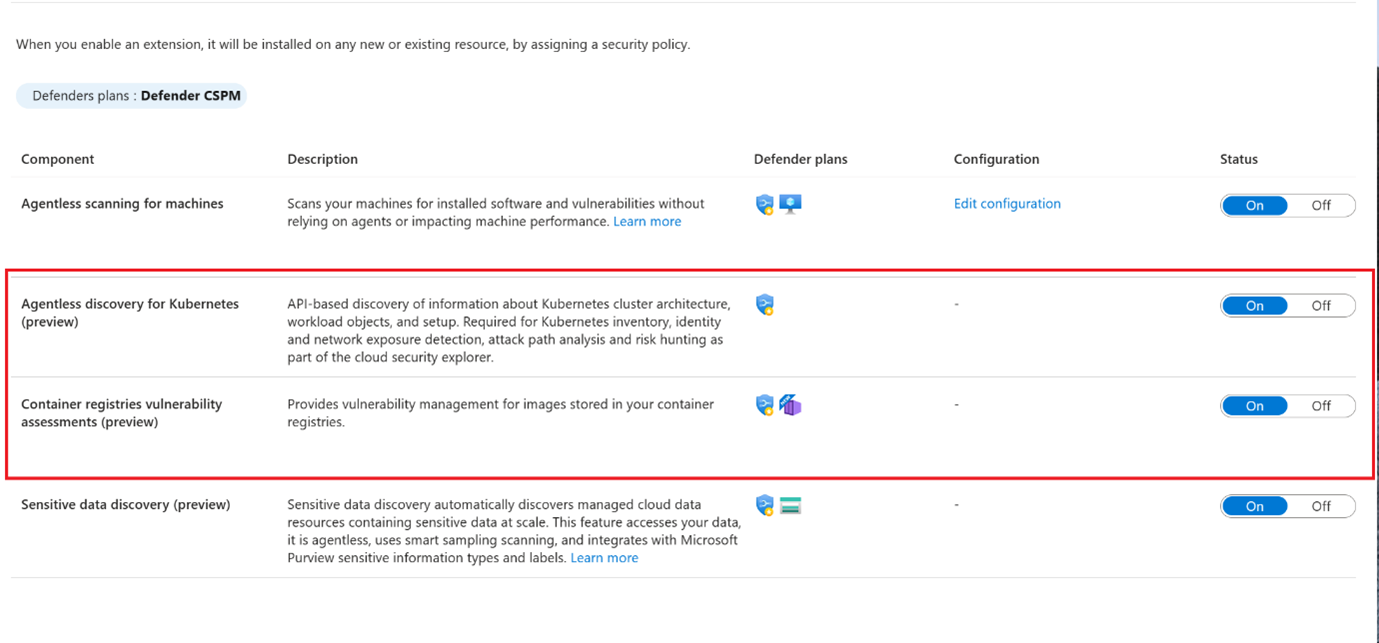 When you enable an extension, it will be installed on any new or existing resource, by assigning a security policy.
Defenders plans : Defender CSPM
Component Description Defender plans Configuration Status
Agentless scanning for machines
Scans your machines for installed software and vulnerabilities without
relying on agents or impacting machine performance. Learn more
Edit configuration
On Off
Agentless discovery for Kubernetes
(preview)
API-based discovery of information about Kubernetes cluster architecture,
workload objects, and setup. Required for Kubernetes inventory, identity
and network exposure detection, attack path analysis and risk hunting as
part of the cloud security explorer.
-
On Off
Container registries vulnerability
assessments (preview)
Provides vulnerability management for images stored in your container
registries.
-
On Off
Sensitive data discovery (preview)
Sensitive data discovery automatically discovers managed cloud data
resources containing sensitive data at scale. This feature accesses your data,
it is agentless, uses smart sampling scanning, and integrates with Microsoft
Purview sensitive information types and labels. Learn more
-
On Off